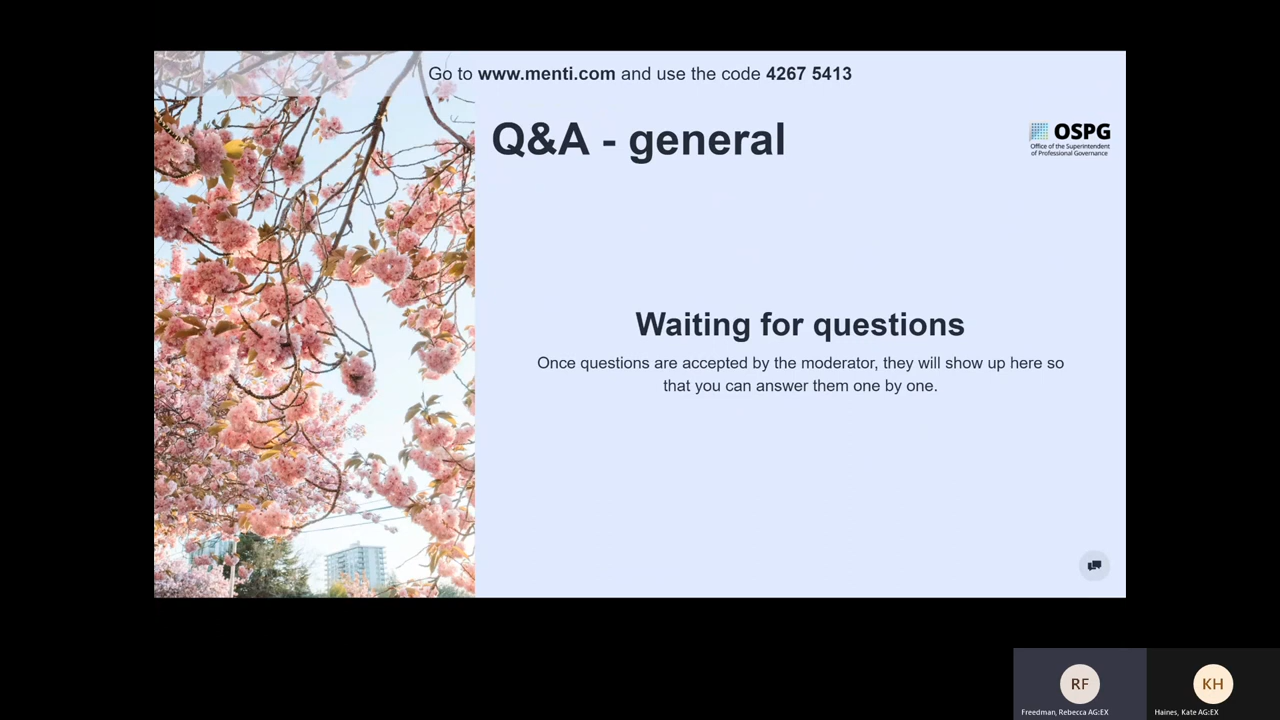 Go to www.menti.com and use the code 4267 5413
Q&A - general
OSPG
Office of the Superintendent
of Professional Governance
Waiting for questions
Once questions are accepted by the moderator, they will show up here so
that you can answer them one by one.
RF
KH
Freedman, Rebecca AG:EX
Haines, Kate AG:EX